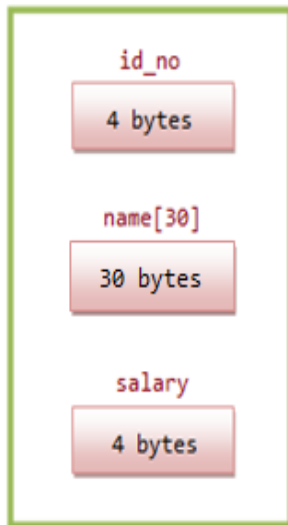 id_no
4 bytes
name[30]
30 bytes
salary
4 bytes